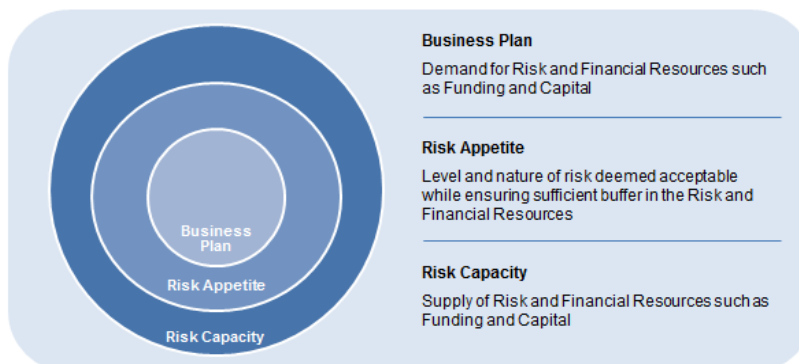 Business
Plan
Risk Appetite
Risk Capacity
Business Plan
Demand for Risk and Financial Resources such
as Funding and Capital
Risk Appetite
Level and nature of risk deemed acceptable
while ensuring sufficient buffer in the Risk and
Financial Resources
Risk Capacity
Supply of Risk and Financial Resources such as
Funding and Capital